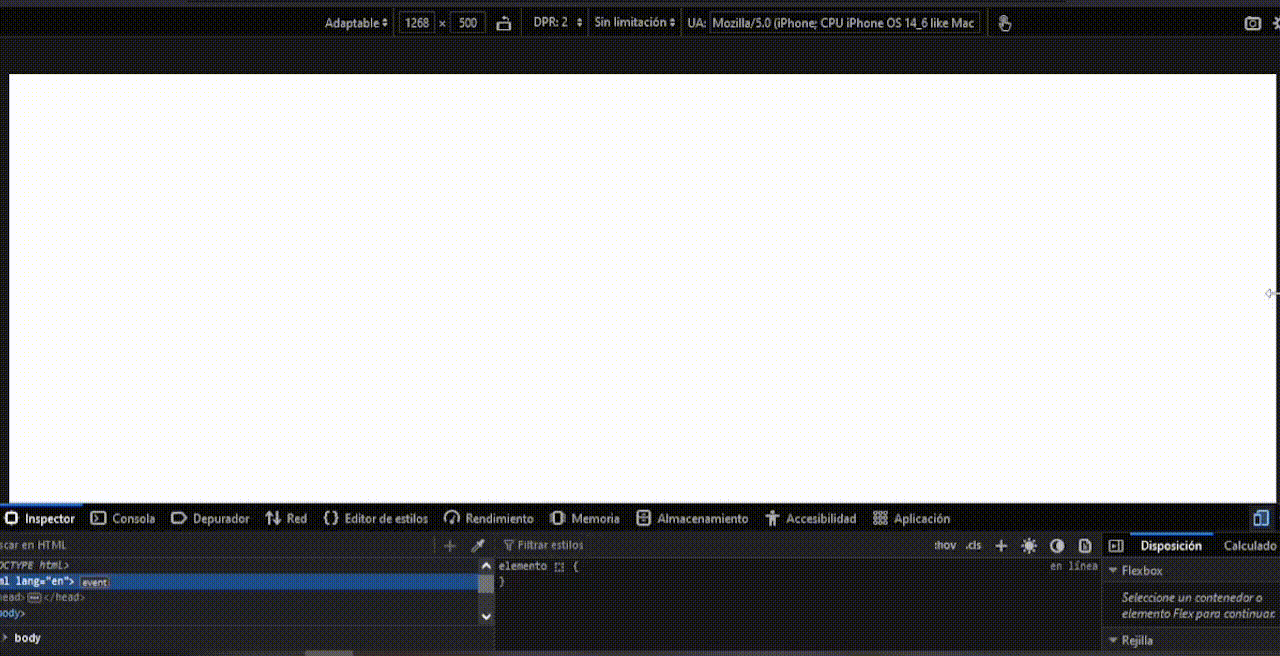 Adaptable 1268 × 500 DPR: 2 Sin limitación UA: Mozilla/5.0 (iPhone; CPU iPhone OS 14_6 like Mac
Inspector Consola Depurador Red Editor de estilos Rendimiento Memoria Almacenamiento Accesibilidad Aplicación
scar en HTML
OCTYPE html>
ml lang="en"> event
head> </head>
body>
body
Filtrar estilos :hov .cls
elemento { en línea
}
Disposición Calculado
Flexbox
Seleccione un contenedor o
elemento Flex para continuar.
Rejilla